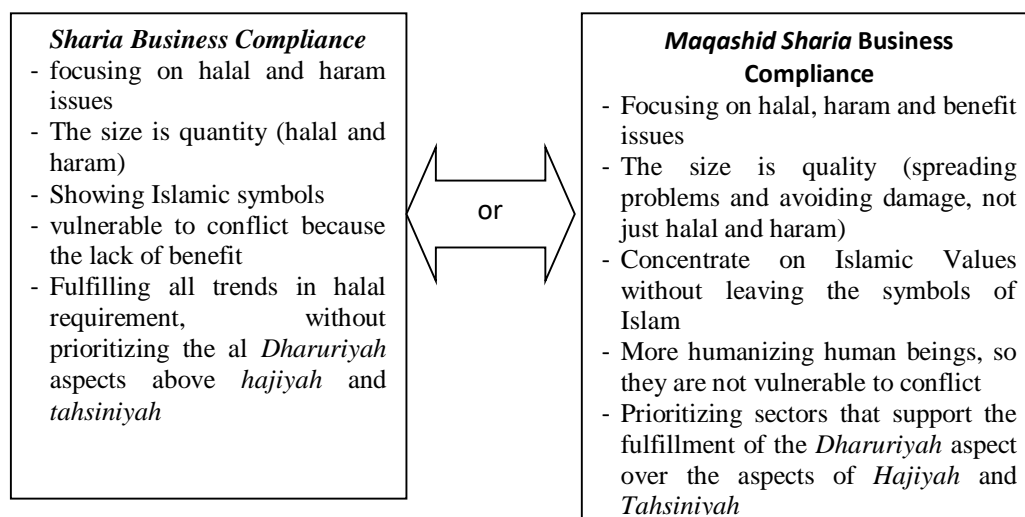 Sharia Business Compliance
- focusing on halal and haram
issues
- The size is quantity (halal and
haram)
- Showing Islamic symbols
- vulnerable to conflict because
the lack of benefit
- Fulfilling all trends in halal
requirement, without
prioritizing the al Dharuriyah
aspects above hajiyah and
tahsiniyah
or
Maqashid Sharia Business
Compliance
- Focusing on halal, haram and benefit
issues
- The size is quality (spreading
problems and avoiding damage, not
just halal and haram)
- Concentrate on Islamic Values
without leaving the symbols of
Islam
- More humanizing human beings, so
they are not vulnerable to conflict
- Prioritizing sectors that support the
fulfillment of the Dharuriyah aspect
over the aspects of Hajiyah and
Tahsiniyah